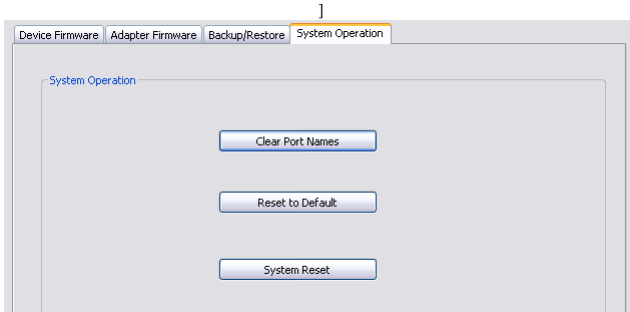 ]
Device Firmware Adapter Firmware Backup/Restore System Operation
System Operation
Clear Port Names
Reset to Default
System Reset